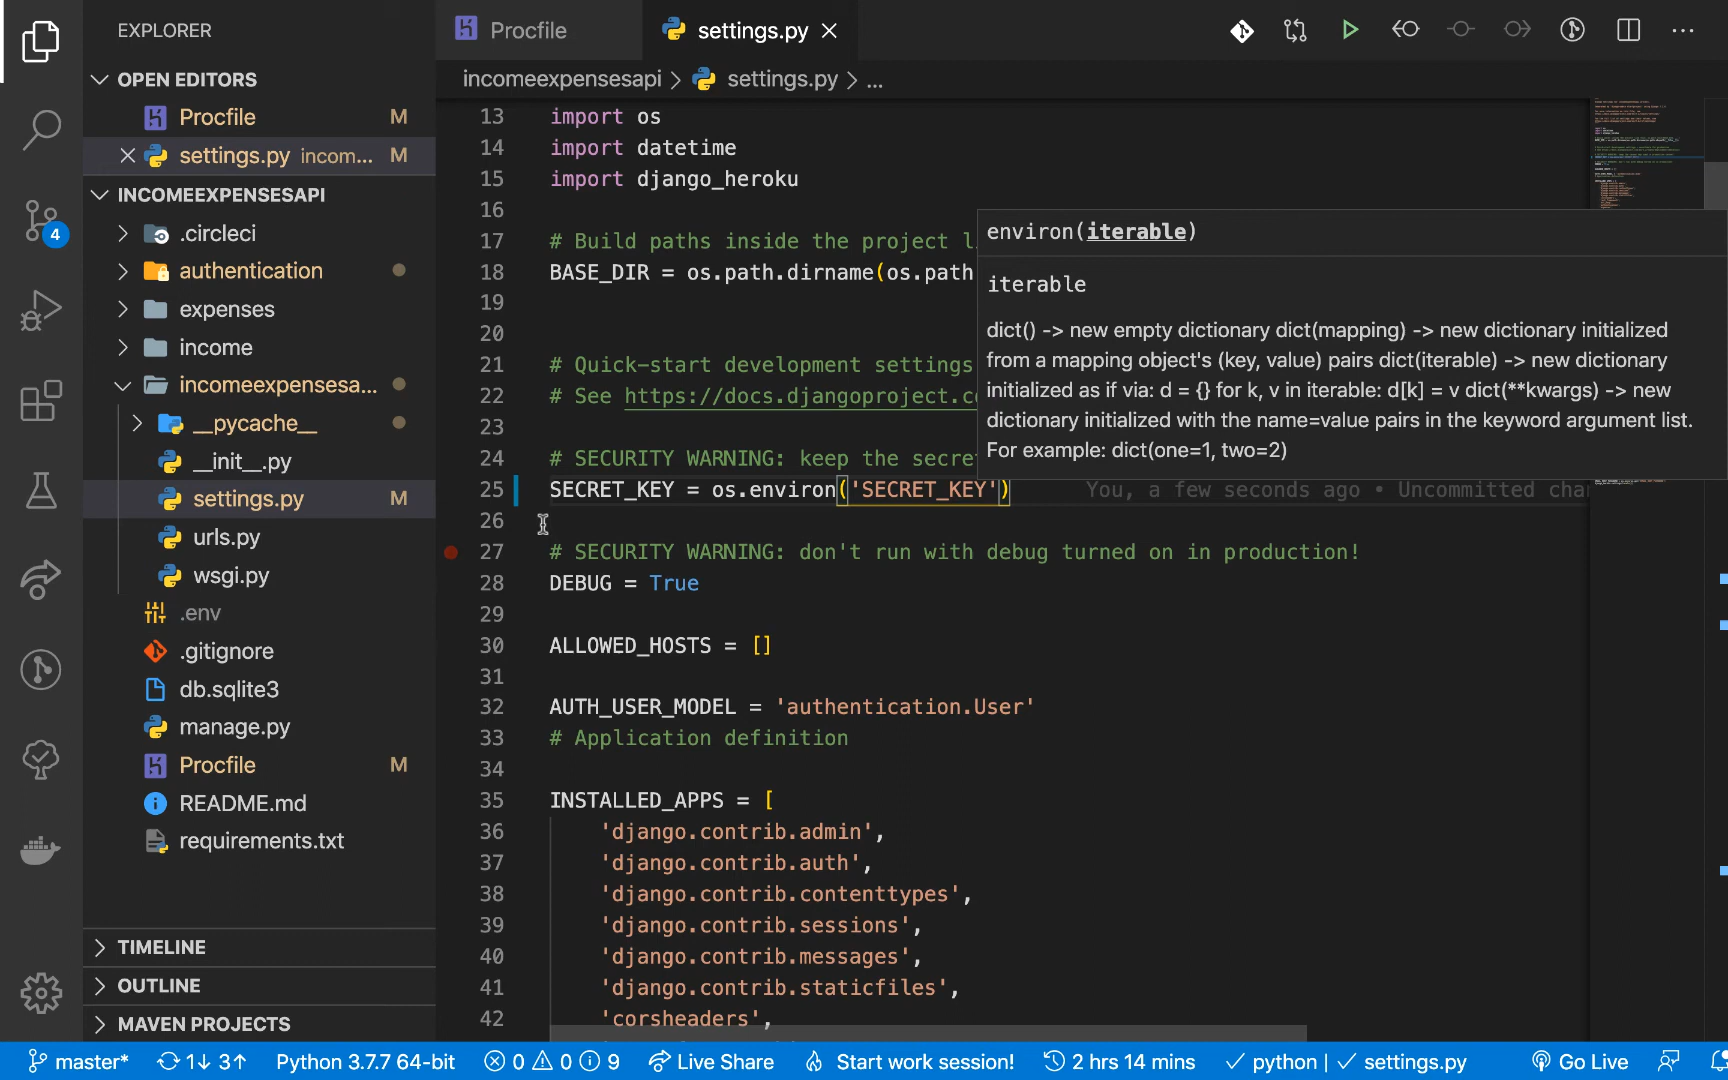 EXPLORER
OPEN EDITORS
Procfile M
settings.py incom... M
INCOMEEXPENSESAPI
.circleci
authentication
expenses
income
incomeexpensesa...
__pycache__
__init__.py
settings.py M
urls.py
wsgi.py
.env
.gitignore
db.sqlite3
manage.py
Procfile M
README.md
requirements.txt
TIMELINE
OUTLINE
MAVEN PROJECTS
4
Procfile settings.py
incomeexpensesapi > settings.py > ...
13 import os
14 import datetime
15 import django_heroku
16
17 # Build paths inside the project l
18 BASE_DIR = os.path.dirname(os.path
19
20
21 # Quick-start development settings
22 # See https://docs.djangoproject.c
23
24 # SECURITY WARNING: keep the secre
25 SECRET_KEY = os.environ('SECRET_KEY') You, a few seconds ago • Uncommitted cha
26
27 # SECURITY WARNING: don't run with debug turned on in production!
28 DEBUG = True
29
30 ALLOWED_HOSTS = []
31
32 AUTH_USER_MODEL = 'authentication.User'
33 # Application definition
34
35 INSTALLED_APPS = [
36 'django.contrib.admin',
37 'django.contrib.auth',
38 'django.contrib.contenttypes',
39 'django.contrib.sessions',
40 'django.contrib.messages',
41 'django.contrib.staticfiles',
42 'corsheaders',
environ(iterable)
iterable
dict() -> new empty dictionary dict(mapping) -> new dictionary initialized
from a mapping object's (key, value) pairs dict(iterable) -> new dictionary
initialized as if via: d = {} for k, v in iterable: d[k] = v dict(**kwargs) -> new
dictionary initialized with the name=value pairs in the keyword argument list.
For example: dict(one=1, two=2)
master* 1↓ 3↑ Python 3.7.7 64-bit 0 0 9 Live Share Start work session! 2 hrs 14 mins python | settings.py Go Live